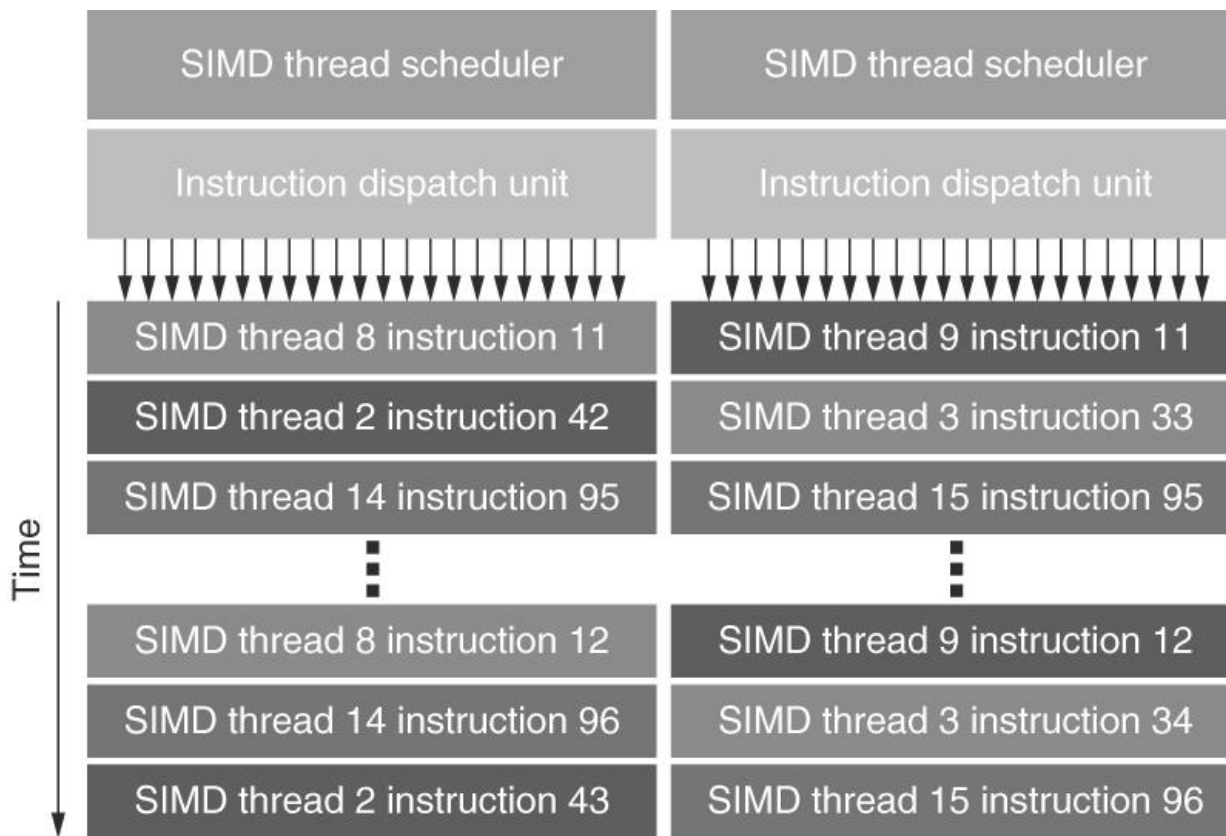 SIMD thread scheduler
SIMD thread scheduler
Instruction dispatch unit
Instruction dispatch unit
Time
SIMD thread 8 instruction 11
SIMD thread 9 instruction 11
SIMD thread 2 instruction 42
SIMD thread 3 instruction 33
SIMD thread 14 instruction 95
SIMD thread 15 instruction 95
SIMD thread 8 instruction 12
SIMD thread 9 instruction 12
SIMD thread 14 instruction 96
SIMD thread 3 instruction 34
SIMD thread 2 instruction 43
SIMD thread 15 instruction 96